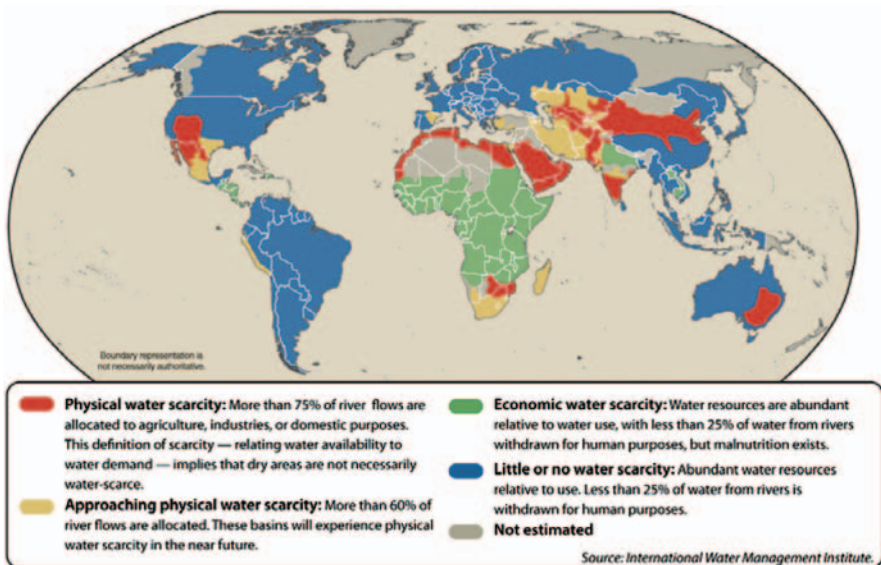 Boundary representation is
not necessarily authoritative.
Physical water scarcity: More than 75% of river flows are
allocated to agriculture, industries, or domestic purposes.
This definition of scarcity — relating water availability to
water demand — implies that dry areas are not necessarily
water-scarce.
Approaching physical water scarcity: More than 60% of
river flows are allocated. These basins will experience physical
water scarcity in the near future.
Economic water scarcity: Water resources are abundant
relative to water use, with less than 25% of water from rivers
withdrawn for human purposes, but malnutrition exists.
Little or no water scarcity: Abundant water resources
relative to use. Less than 25% of water from rivers is
withdrawn for human purposes.
Not estimated
Source: International Water Management Institute.